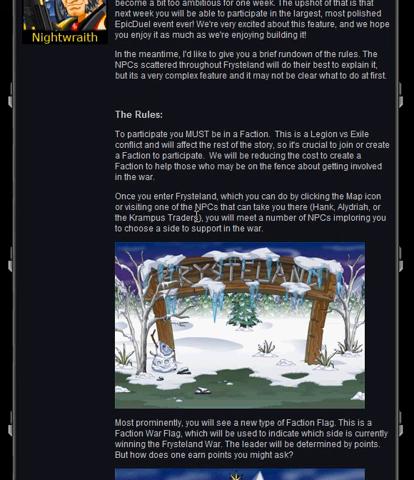 become a bit too ambitious for one week. The upshot of that is that
next week you will be able to participate in the largest, most polished
EpicDuel event ever! We're very excited about this feature, and we hope
you enjoy it as much as we're enjoying building it!
Nightwraith
In the meantime, I'd like to give you a brief rundown of the rules. The
NPCs scattered throughout Frysteland will do their best to explain it,
but its a very complex feature and it may not be clear what to do at first.
The Rules:
To participate you MUST be in a Faction. This is a Legion vs Exile
conflict and will affect the rest of the story, so it's crucial to join or create
a Faction to participate. We will be reducing the cost to create a
Faction to help those who may be on the fence about getting involved
in the war.
Once you enter Frysteland, which you can do by clicking the Map icon
or visiting one of the NPCs that can take you there (Hank, Alydriah, or
the Krampus Traders), you will meet a number of NPCs imploring you
to choose a side to support in the war.
FRYSTELAND
Most prominently, you will see a new type of Faction Flag. This is a
Faction War Flag, which will be used to indicate which side is currently
winning the Frysteland War. The leader will be determined by points.
But how does one earn points you might ask?